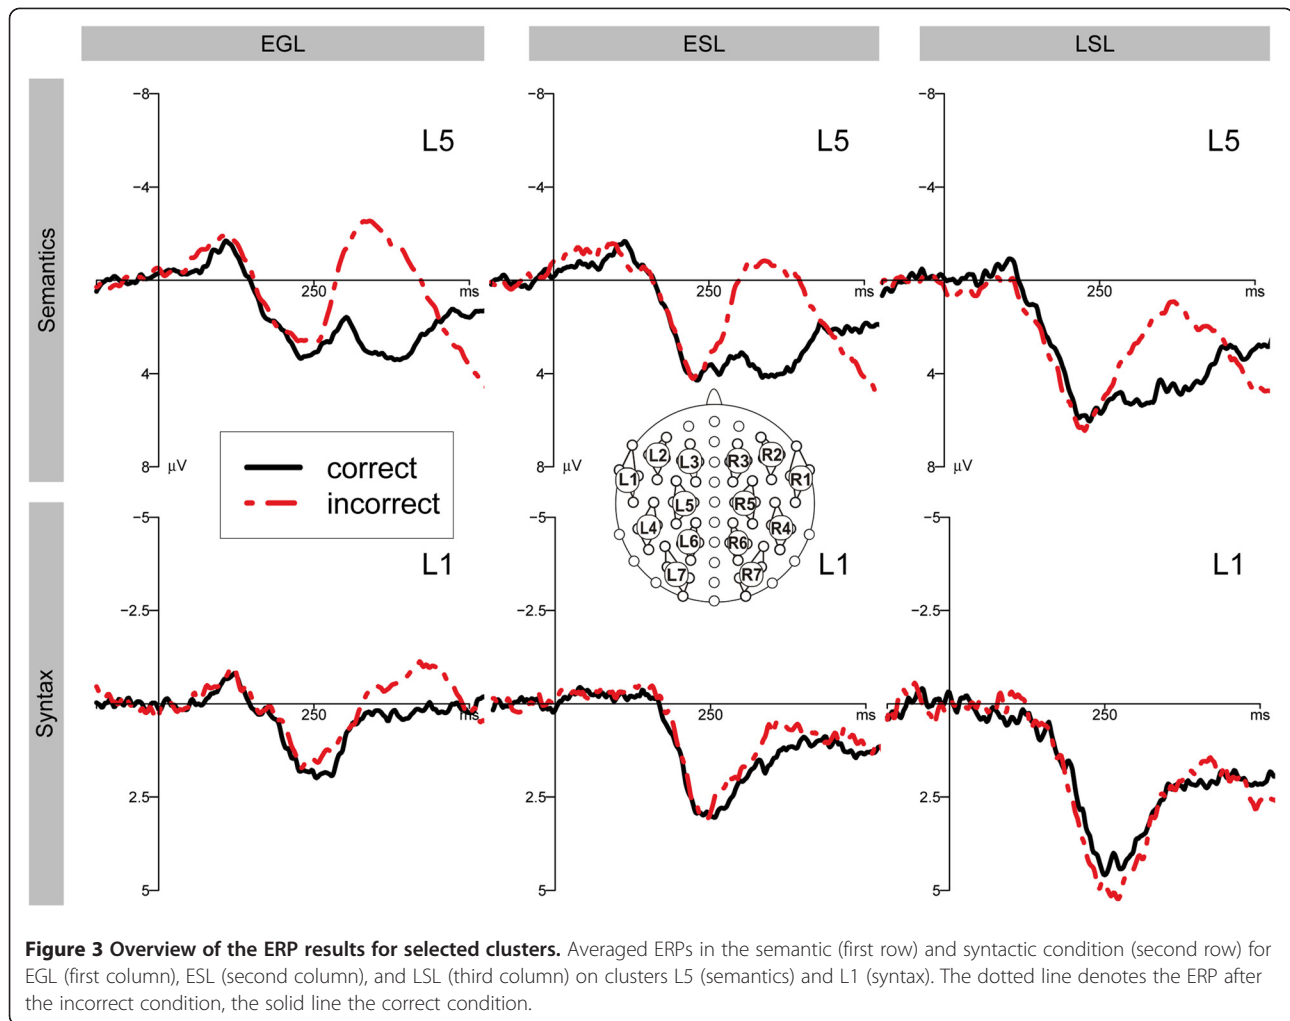 EGL
ESL
LSL
Semantics
−8
−4
4
8
µV
250
ms
L5
−8
−4
4
8
µV
250
ms
L5
−8
−4
4
8
µV
250
ms
L5
correct
incorrect
L1
L2
L3
L4
L5
L6
L7
R3
R2
R1
R5
R4
R6
R7
Syntax
−5
−2.5
2.5
5
250
ms
L1
−5
−2.5
2.5
5
250
ms
L1
−5
−2.5
2.5
5
250
ms
L1
Figure 3 Overview of the ERP results for selected clusters. Averaged ERPs in the semantic (first row) and syntactic condition (second row) for
EGL (first column), ESL (second column), and LSL (third column) on clusters L5 (semantics) and L1 (syntax). The dotted line denotes the ERP after
the incorrect condition, the solid line the correct condition.